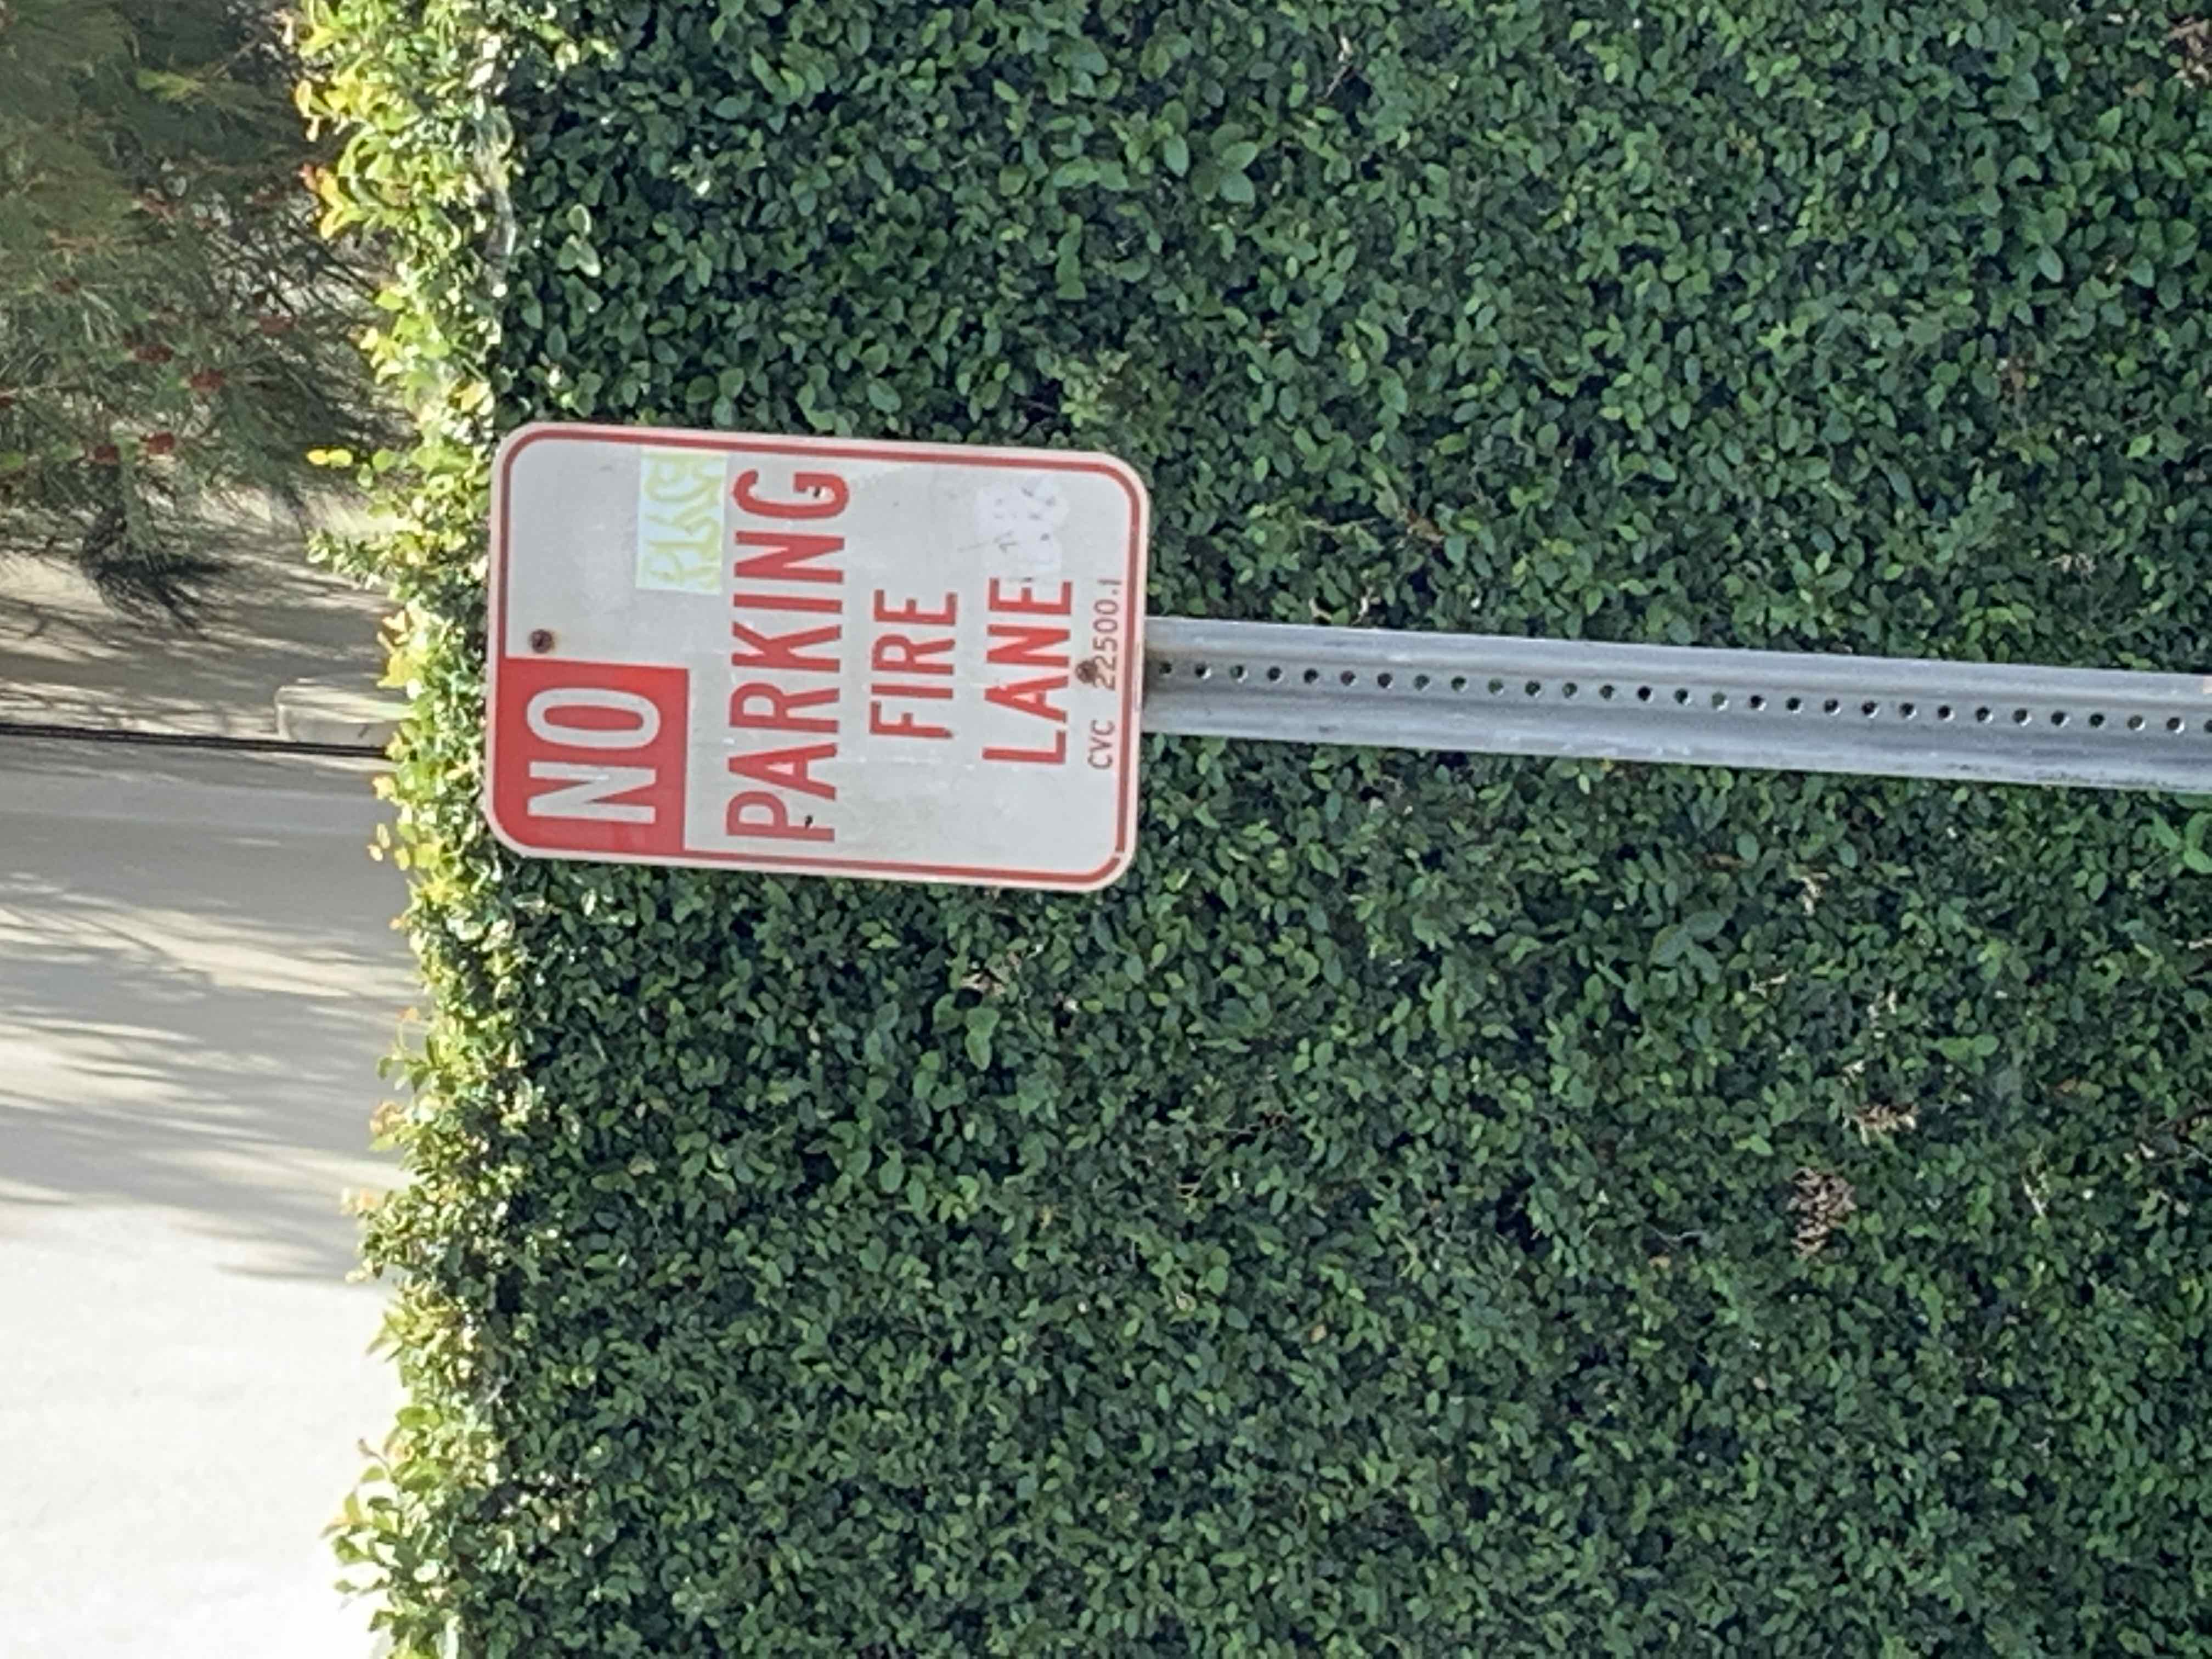 NO
PARKING
FIRE
LANE
CVC 22500.1